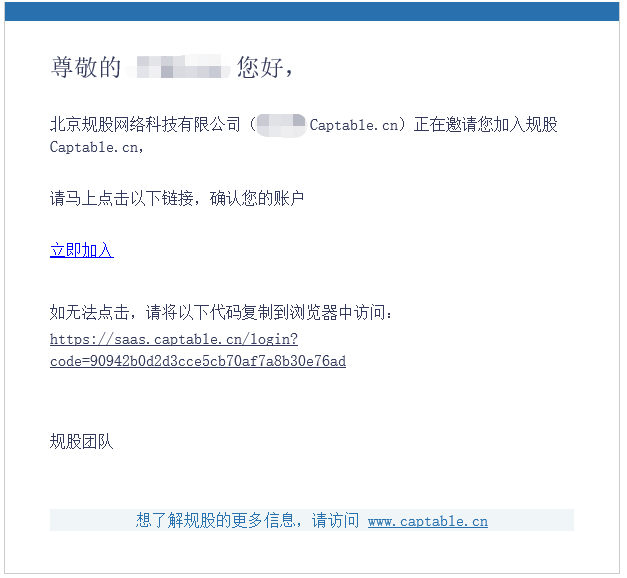 尊敬的 您好，
北京规股网络科技有限公司（ Captable.cn）正在邀请您加入规股
Captable.cn，
请马上点击以下链接，确认您的账户
立即加入
如无法点击，请将以下代码复制到浏览器中访问：
https://saas.captable.cn/login?
code=90942b0d2d3cce5cb70af7a8b30e76ad
规股团队
想了解规股的更多信息，请访问 www.captable.cn